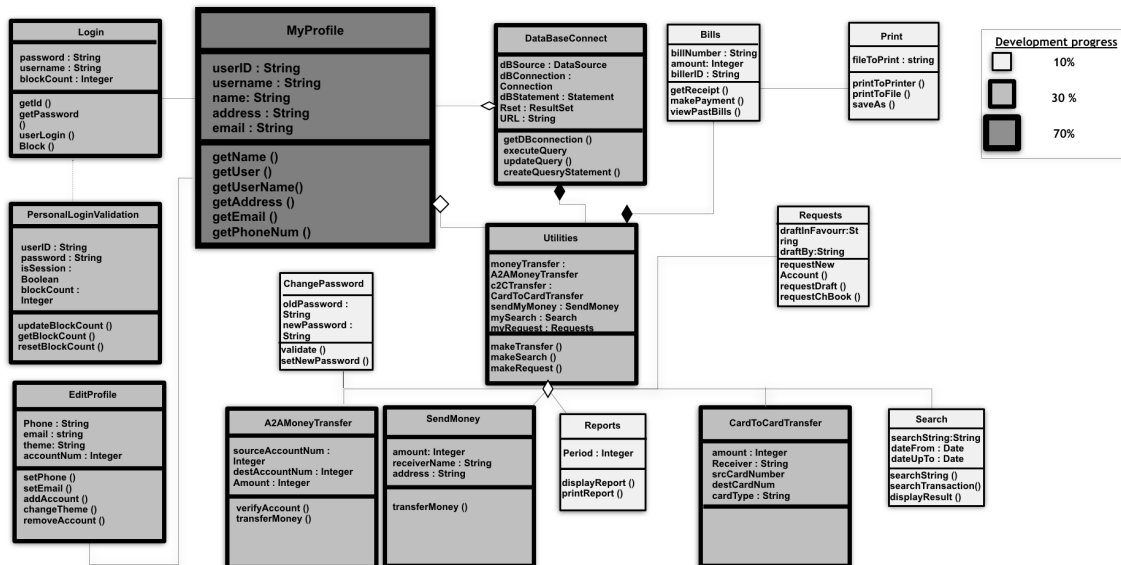 Login
password : String
username : String
blockCount : Integer
getId ()
getPassword
()
userLogin ()
Block ()
MyProfile
userID : String
username : String
name: String
address : String
email : String
getName ()
getUser ()
getUserName()
getAddress ()
getEmail ()
getPhoneNum ()
DataBaseConnect
dBSource : DataSource
dBConnection :
Connection
dBStatement : Statement
Rset : ResultSet
URL : String
getDBconnection ()
executeQuery
updateQuery ()
createQuesryStatement ()
Bills
billNumber : String
amount: Integer
billerID : String
getReceipt ()
makePayment ()
viewPastBills ()
Print
fileToPrint : string
printToPrinter ()
printToFile ()
saveAs ()
Development progress
10%
30 %
70%
PersonalLoginValidation
userID : String
password : String
isSession :
Boolean
blockCount :
Integer
updateBlockCount ()
getBlockCount ()
resetBlockCount ()
Utilities
moneyTransfer :
A2AMoneyTransfer
c2CTransfer :
CardToCardTransfer
sendMyMoney : SendMoney
mySearch : Search
myRequest : Requests
makeTransfer ()
makeSearch ()
makeRequest ()
Requests
draftInFavourr:St
ring
draftBy:String
requestNew
Account ()
requestDraft ()
requestChBook ()
ChangePassword
oldPassword :
String
newPassword :
String
validate ()
setNewPassword ()
EditProfile
Phone : String
email : string
theme: String
accountNum : Integer
setPhone ()
setEmail ()
addAccount ()
changeTheme ()
removeAccount ()
A2AMoneyTransfer
sourceAccountNum :
Integer
destAccountNum : Integer
Amount : Integer
verifyAccount ()
transferMoney ()
SendMoney
amount: Integer
receiverName : String
address : String
transferMoney ()
Reports
Period : Integer
displayReport ()
printReport ()
CardToCardTransfer
amount : Integer
Receiver : String
srcCardNumber
destCardNum
cardType : String
Search
searchString:String
dateFrom : Date
dateUpTo : Date
searchString ()
searchTransaction()
displayResult ()